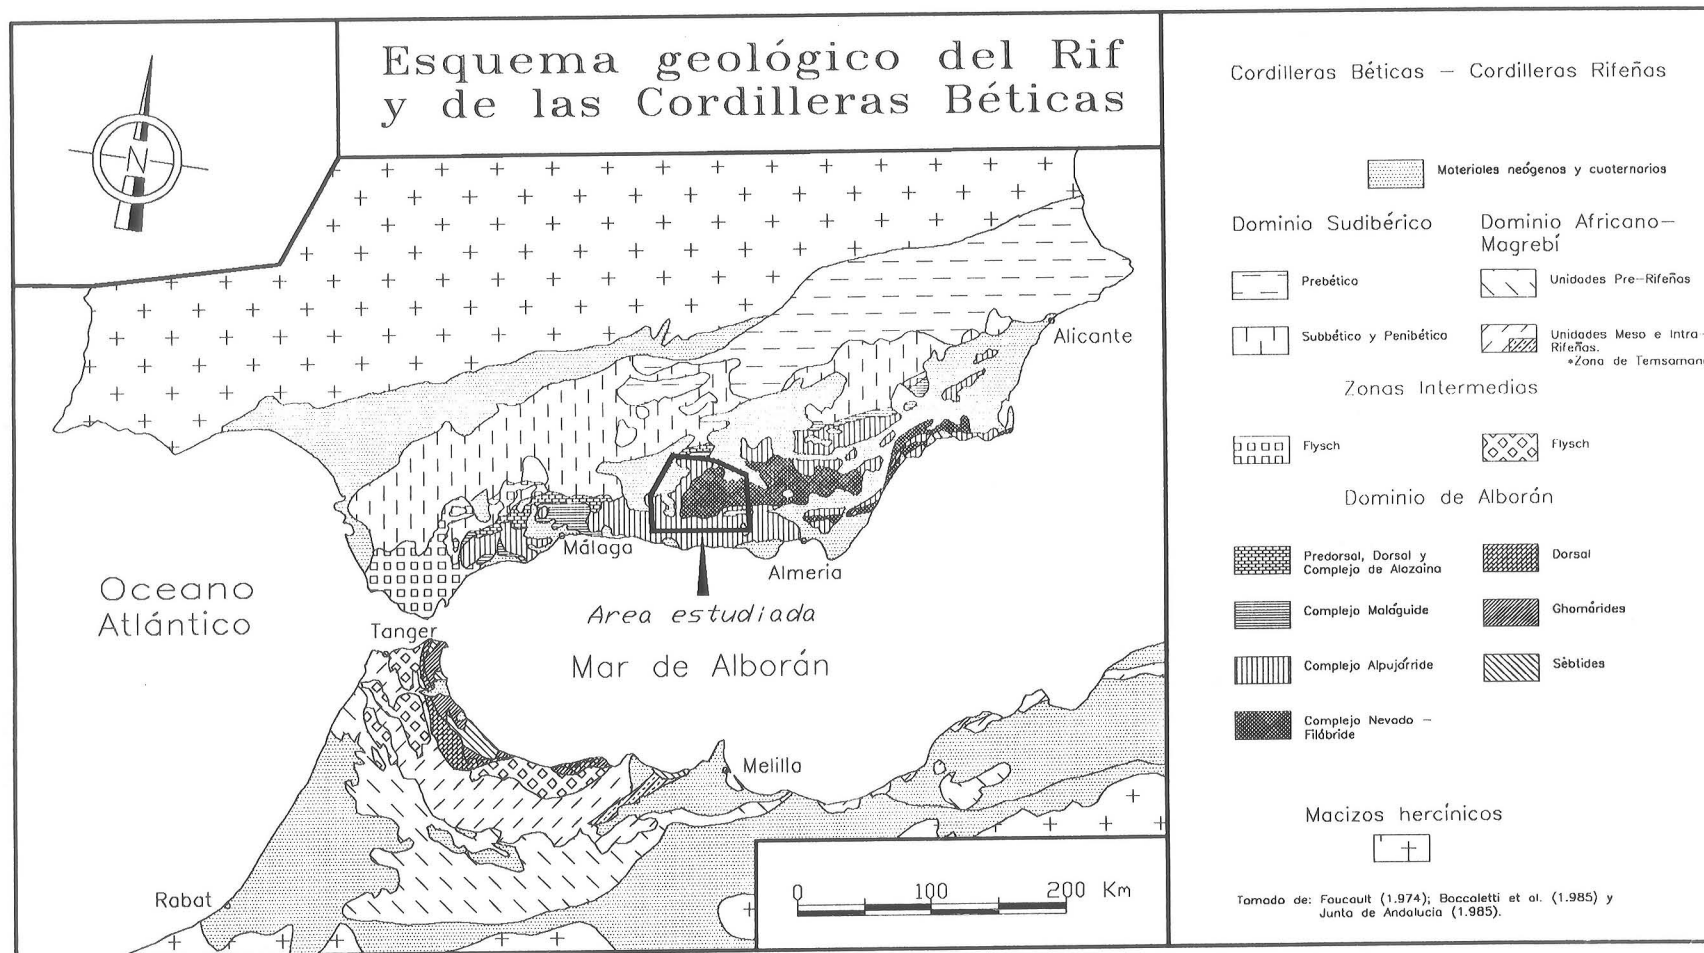 Esquema geológico del Rif
y de las Cordilleras Béticas
N
Alicante
Málaga
Almeria
Area estudiada
Oceano
Atlántico
Tanger
Mar de Alborán
Melilla
Rabat
0 100 200 Km
Cordilleras Béticas - Cordilleras Rifeñas
Materiales neógenos y cuaternarios
Dominio Sudibérico
Dominio Africano-
Magrebí
Prebético
Unidades Pre-Rifeñas
Subbético y Penibético
Unidades Meso e Intra-
Rifeñas.
*Zona de Temsaman
Zonas Intermedias
Flysch
Flysch
Dominio de Alborán
Predorsal, Dorsal y
Complejo de Alozaina
Dorsal
Complejo Maláguide
Ghomárides
Complejo Alpujárride
Sébtides
Complejo Nevado -
Filábride
Macizos hercínicos
Tomado de: Foucault (1.974); Boccaletti et al. (1.985) y
Junta de Andalucía (1.985).